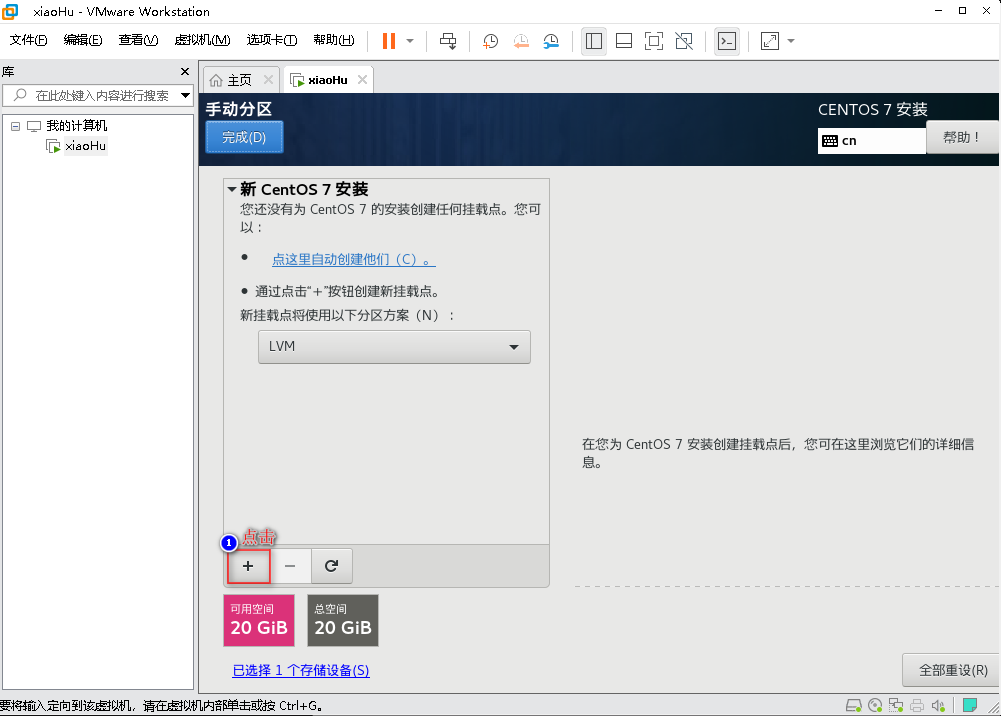 xiaoHu - VMware Workstation
文件(F) 编辑(E) 查看(V) 虚拟机(M) 选项卡(T) 帮助(H)
库
在此处键入内容进行搜索
我的计算机
xiaoHu
主页 xiaoHu
手动分区
完成(D)
CENTOS 7 安装
cn
帮助！
新 CentOS 7 安装
您还没有为 CentOS 7 的安装创建任何挂载点。您可
以：
点这里自动创建他们（C）。
通过点击“+”按钮创建新挂载点。
新挂载点将使用以下分区方案（N）：
LVM
在您为 CentOS 7 安装创建挂载点后，您可在这里浏览它们的详细信
息。
1 点击
+ −
可用空间
20 GiB
总空间
20 GiB
已选择 1 个存储设备(S)
全部重设(R)
要将输入定向到该虚拟机，请在虚拟机内部单击或按 Ctrl+G。